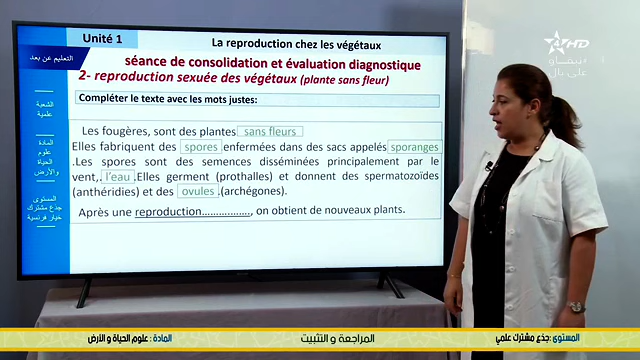 Unité 1
La reproduction chez les végétaux
التعليم عن بعد
séance de consolidation et évaluation diagnostique
2- reproduction sexuée des végétaux (plante sans fleur)
Compléter le texte avec les mots justes:
الشعبة
علمية
المادة
علوم
الحياة
والأرض
المستوى
جذع مشترك
خيار فرنسية
Les fougères, sont des plantes sans fleurs
Elles fabriquent des spores enfermées dans des sacs appelés sporanges
.Les spores sont des semences disséminées principalement par le
vent,. l'eau .Elles germent (prothalles) et donnent des spermatozoïdes
(anthéridies) et des ovules .(archégones).
Après une reproduction................., on obtient de nouveaux plants.
4 HD
المستوى :جذع مشترك علمي
المراجعة و التثبيت
المادة : علوم الحياة و الأرض